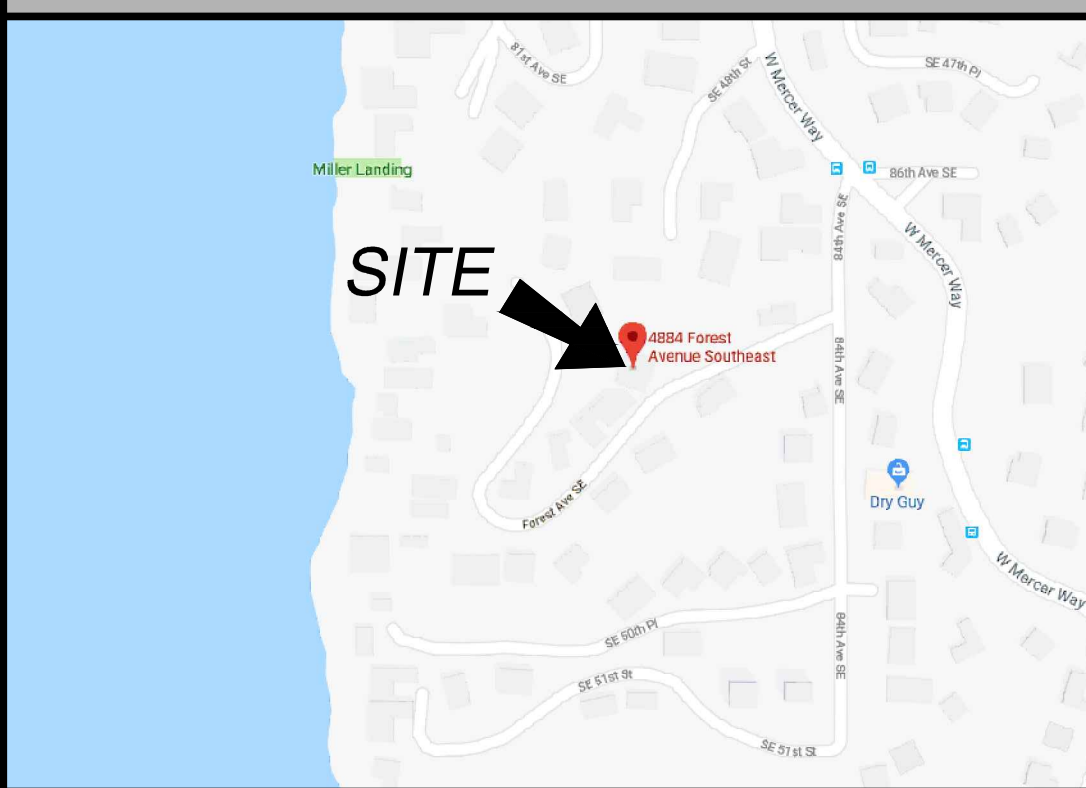 81st Ave SE
SE 48th St
W Mercer Way
SE 47th Pl
Miller Landing
86th Ave SE
84th Ave SE
W Mercer Way
SITE
4884 Forest
Avenue Southeast
84th Ave SE
Dry Guy
Forest Ave SE
W Mercer Way
SE 50th Pl
84th Ave SE
SE 51st St
SE 51st St